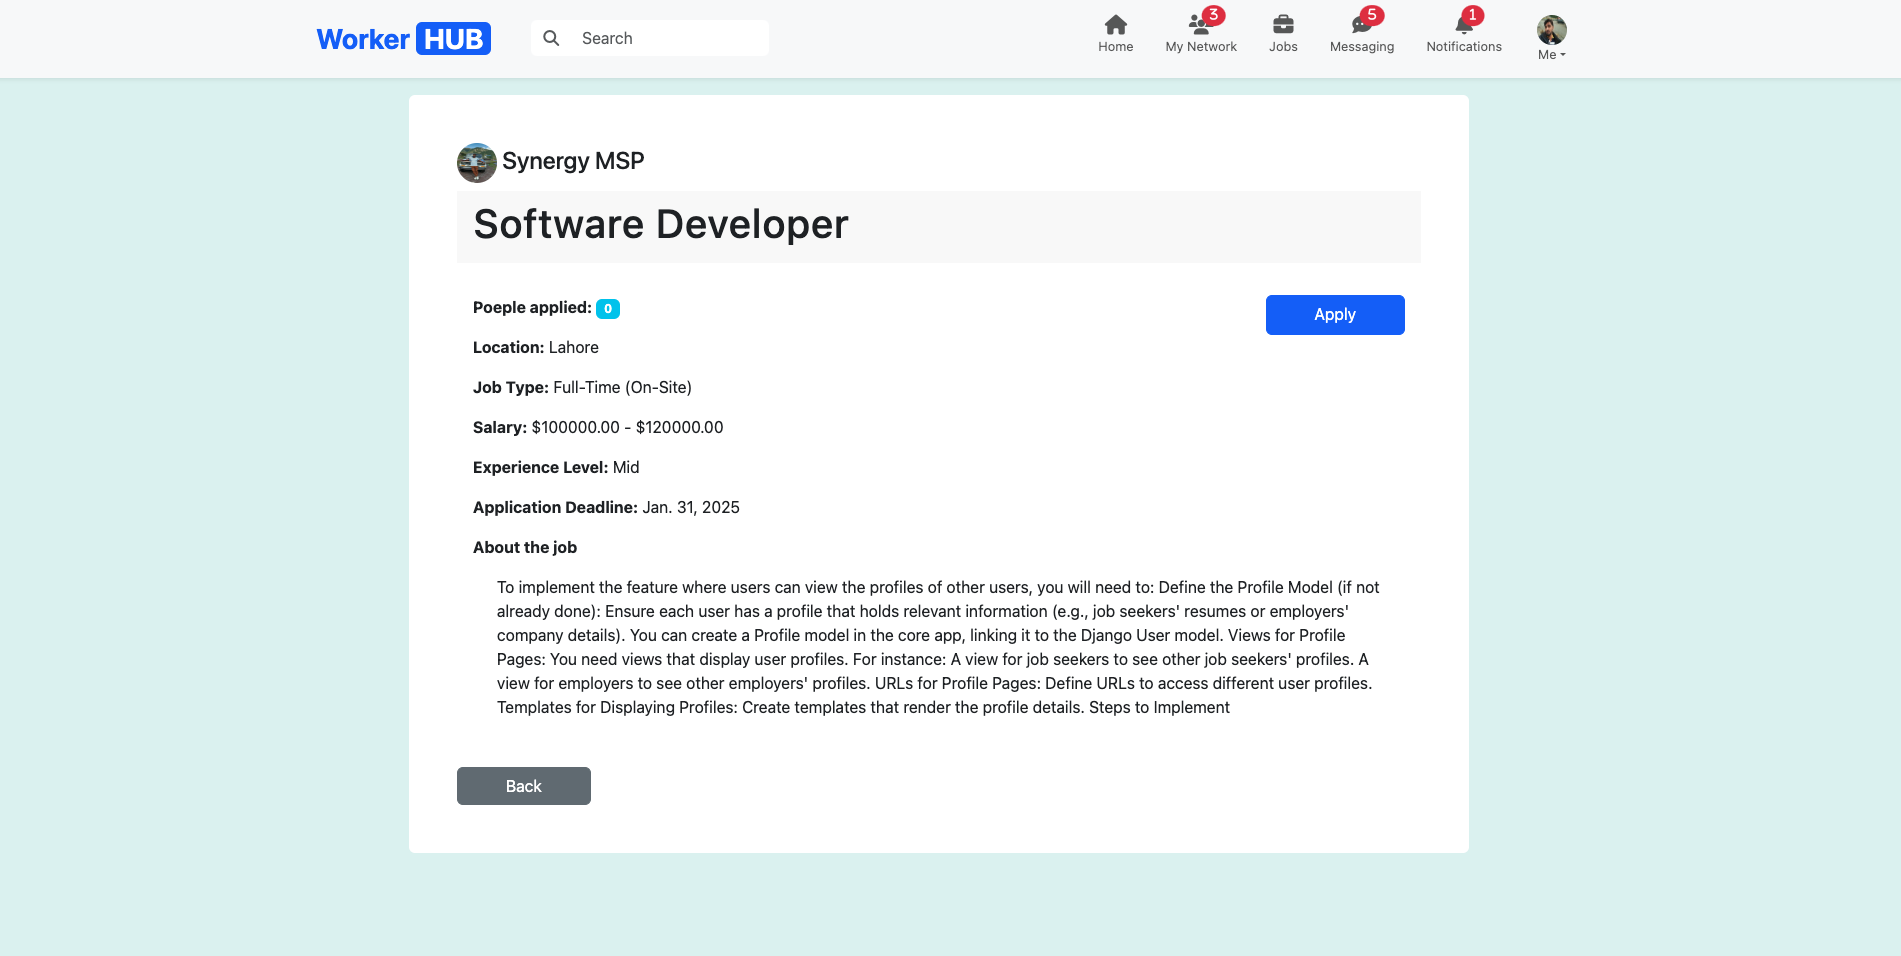 Worker HUB
Search
3
5
1
Home
My Network
Jobs
Messaging
Notifications
Me
Synergy MSP
Software Developer
Poeple applied: 0
Apply
Location: Lahore
Job Type: Full-Time (On-Site)
Salary: $100000.00 - $120000.00
Experience Level: Mid
Application Deadline: Jan. 31, 2025
About the job
To implement the feature where users can view the profiles of other users, you will need to: Define the Profile Model (if not
already done): Ensure each user has a profile that holds relevant information (e.g., job seekers' resumes or employers'
company details). You can create a Profile model in the core app, linking it to the Django User model. Views for Profile
Pages: You need views that display user profiles. For instance: A view for job seekers to see other job seekers' profiles. A
view for employers to see other employers' profiles. URLs for Profile Pages: Define URLs to access different user profiles.
Templates for Displaying Profiles: Create templates that render the profile details. Steps to Implement
Back